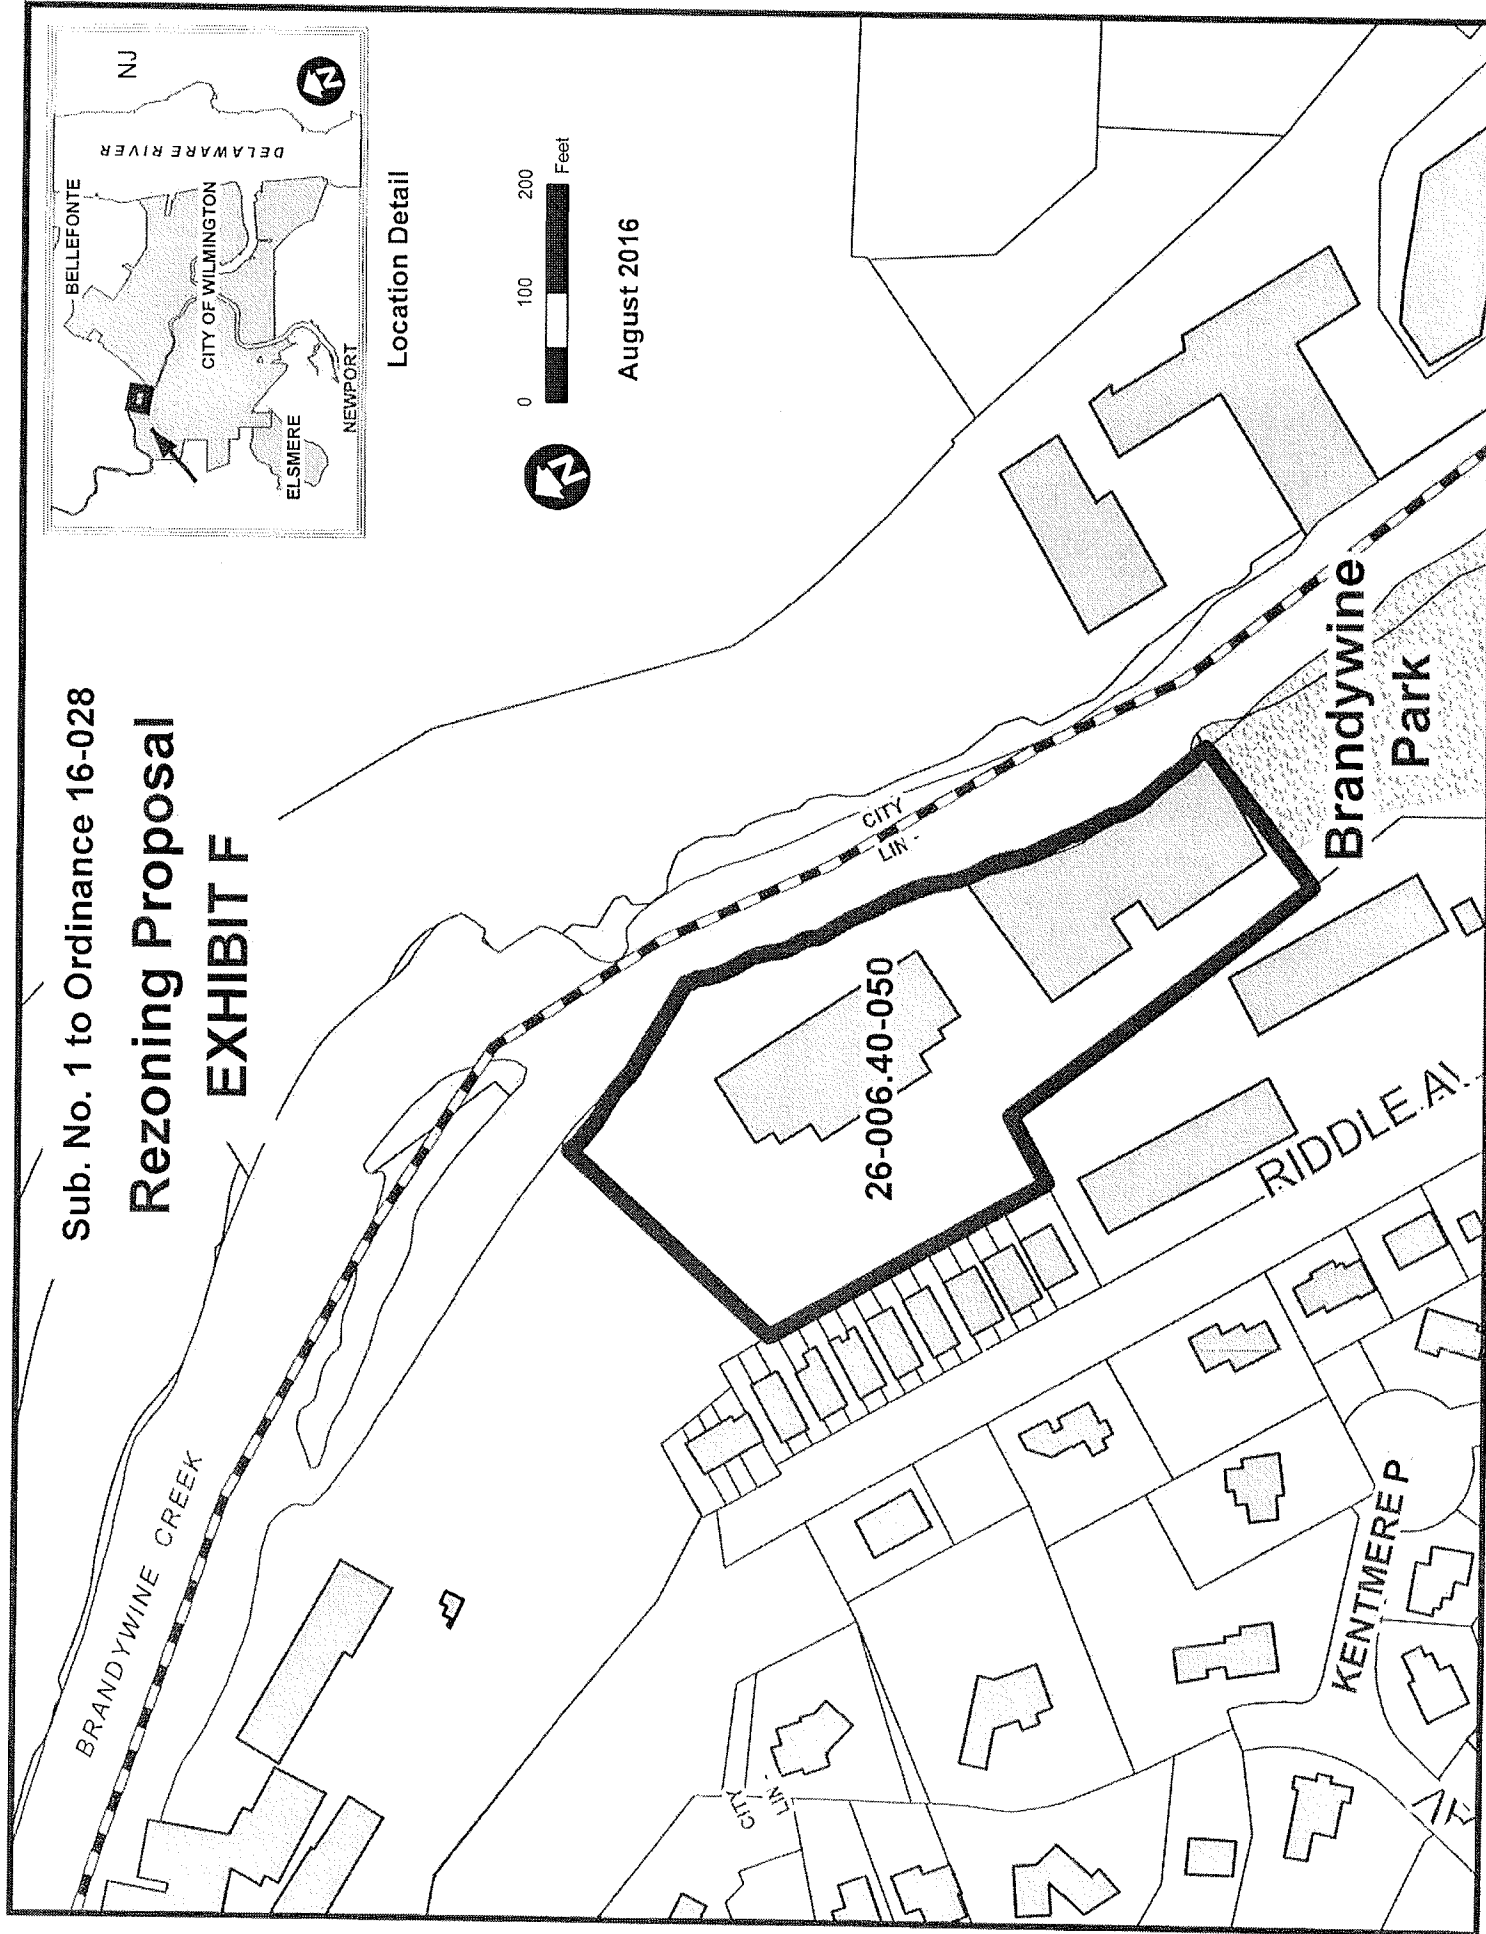 Sub. No. 1 to Ordinance 16-028
Rezoning Proposal
EXHIBIT F
BELLEFONTE
NJ
DELAWARE RIVER
CITY OF WILMINGTON
ELSMERE
NEWPORT
N
Location Detail
0 100 200
Feet
N
August 2016
BRANDYWINE CREEK
CITY
LIN
26-006.40-050
Brandywine
Park
RIDDLE AV
CITY
LIN
KENTMERE P